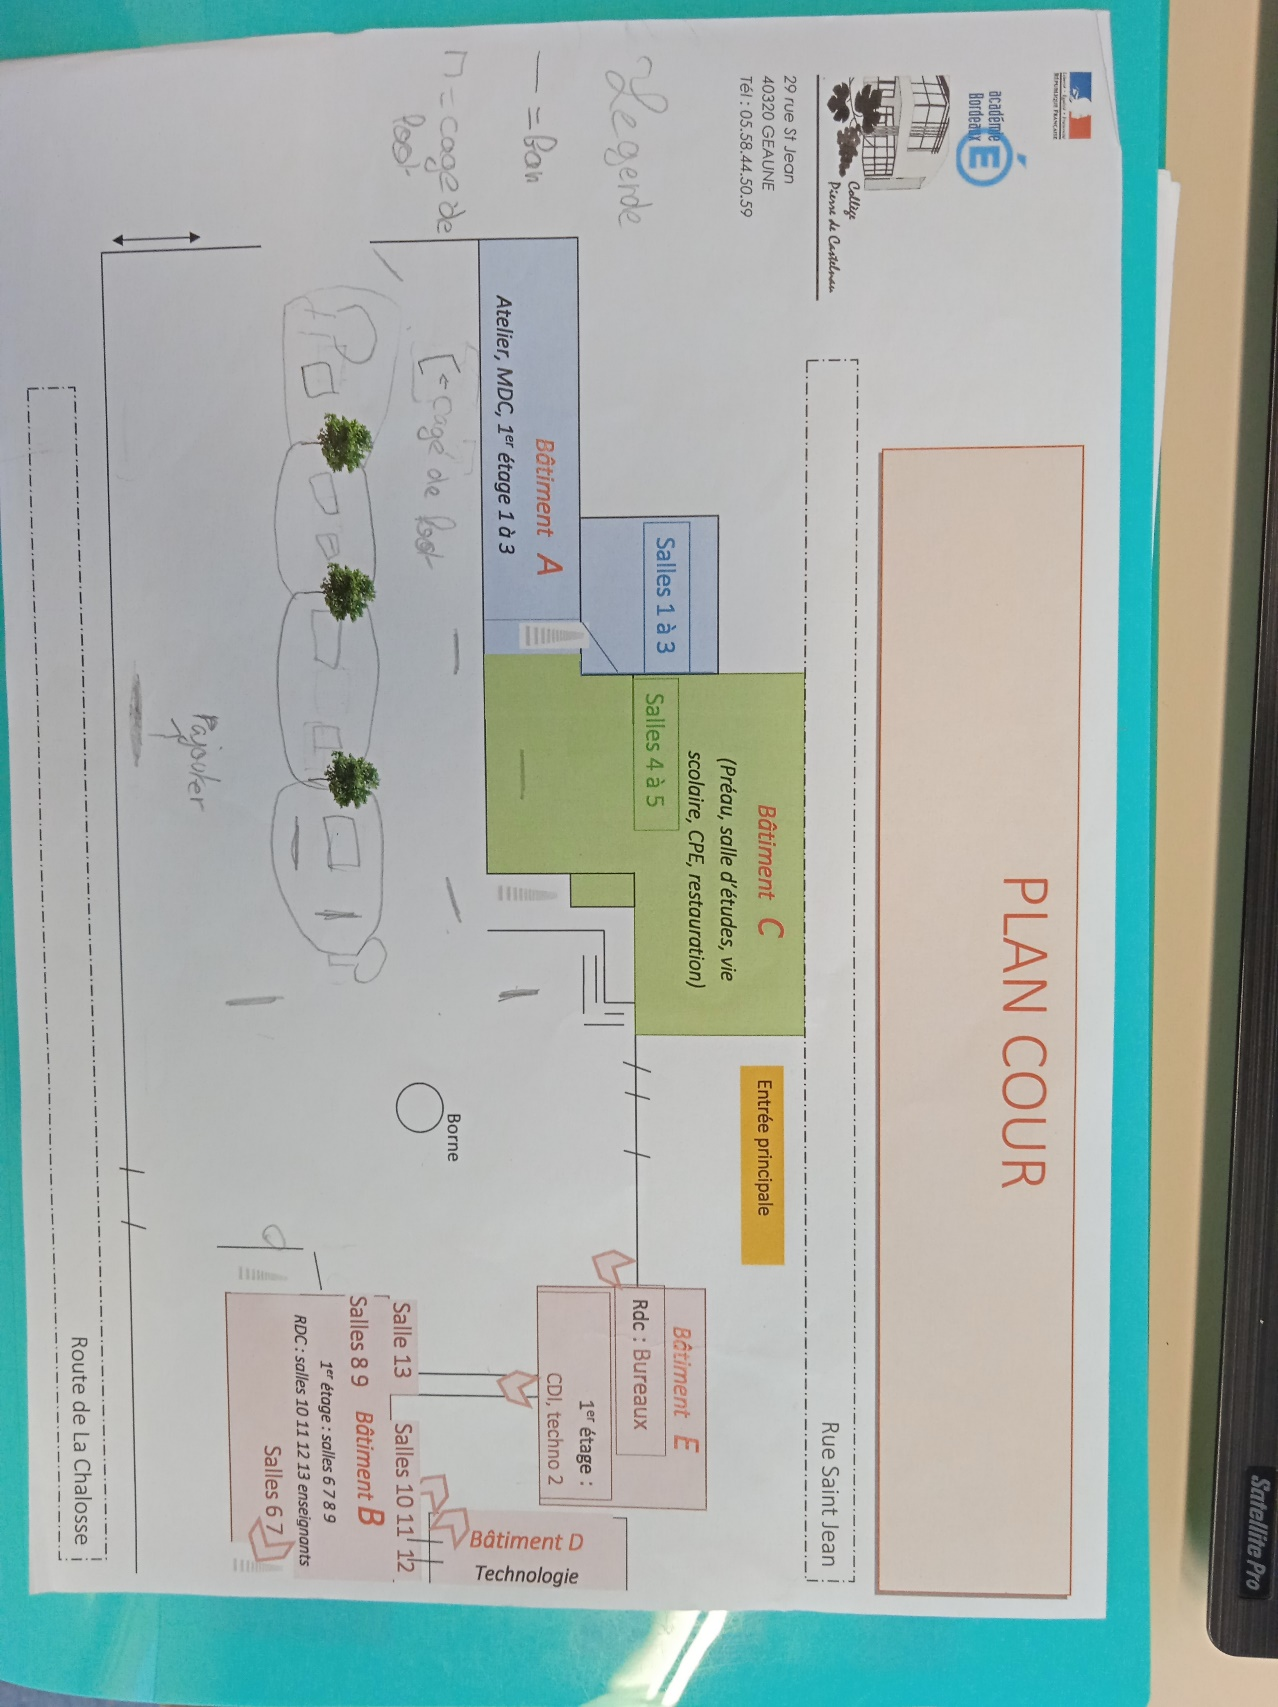 PLAN COUR
RÉPUBLIQUE FRANÇAISE
académie
Bordeaux
É
Collège
Pierre de Castelnau
29 rue St Jean
40320 GEAUNE
Tél : 05.58.44.50.59
Rue Saint Jean
Entrée principale
Bâtiment C
(Préau, salle d'études, vie
scolaire, CPE, restauration)
Salles 1 à 3
Salles 4 à 5
Bâtiment A
Atelier, MDC, 1er étage 1 à 3
Bâtiment E
Rdc : Bureaux
1er étage :
CDI, techno 2
Bâtiment D
Technologie
Borne
Salle 13
Salles 10 11 12
Salles 8 9
Bâtiment B
1er étage : salles 6 7 8 9
RDC : salles 10 11 12 13 enseignants
Salles 6 7
Route de La Chalosse
Legende
— = Ban
= cage de
foot
← cage de foot